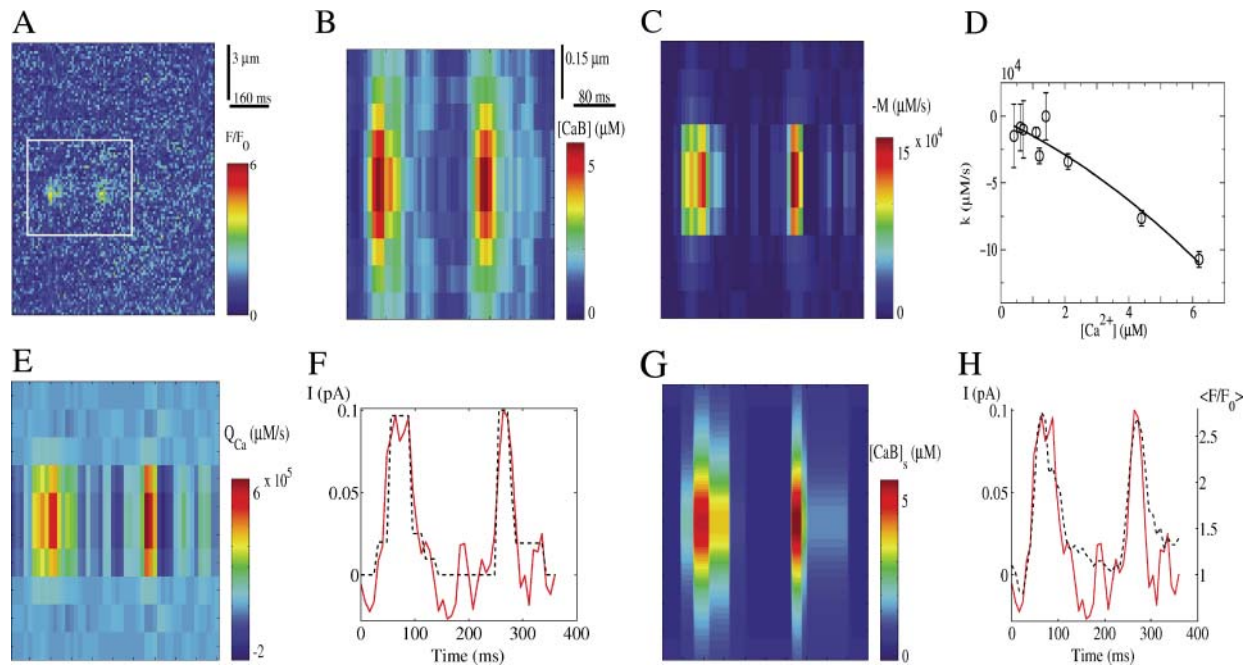 A
3 μm
160 ms
F/F0
6
0
B
0.15 μm
80 ms
[CaB] (μM)
5
0
C
-M (μM/s)
15 x 10^4
0
D
10^4
0
-5
-10
k (μM/s)
0
2
4
6
[Ca2+] (μM)
E
QCa (μM/s)
x 10^5
6
-2
F
I (pA)
0.1
0.05
0
0
100
200
300
400
Time (ms)
G
[CaB]s (μM)
5
0
H
I (pA)
<F/F0>
0.1
0.05
0
2.5
2
1.5
1
0
100
200
300
400
Time (ms)